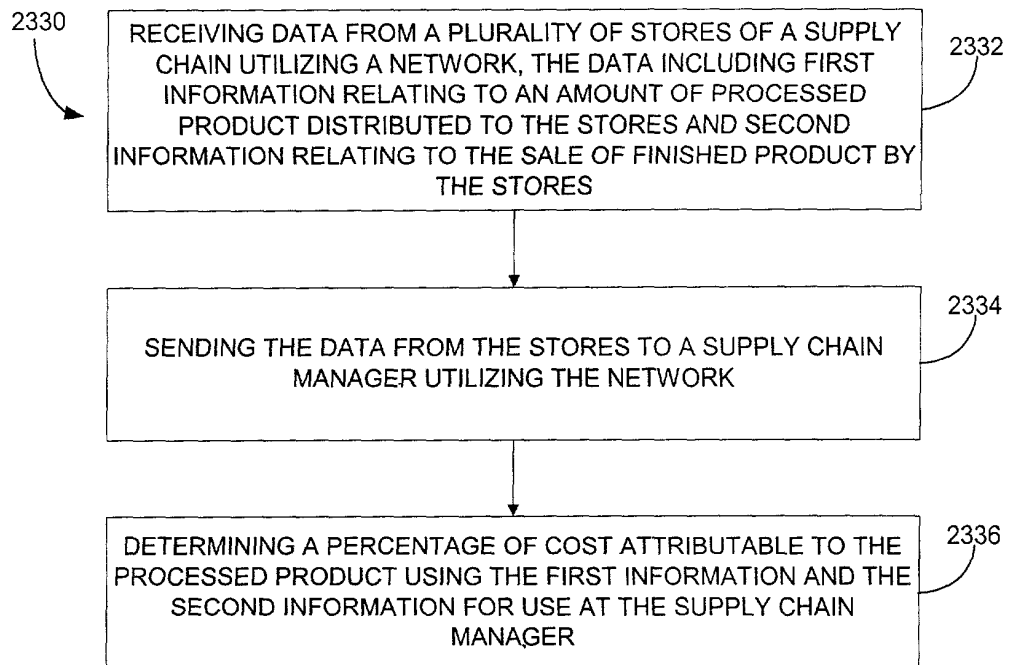 2330
RECEIVING DATA FROM A PLURALITY OF STORES OF A SUPPLY
CHAIN UTILIZING A NETWORK, THE DATA INCLUDING FIRST
INFORMATION RELATING TO AN AMOUNT OF PROCESSED
PRODUCT DISTRIBUTED TO THE STORES AND SECOND
INFORMATION RELATING TO THE SALE OF FINISHED PRODUCT BY
THE STORES
2332
SENDING THE DATA FROM THE STORES TO A SUPPLY CHAIN
MANAGER UTILIZING THE NETWORK
2334
DETERMINING A PERCENTAGE OF COST ATTRIBUTABLE TO THE
PROCESSED PRODUCT USING THE FIRST INFORMATION AND THE
SECOND INFORMATION FOR USE AT THE SUPPLY CHAIN
MANAGER
2336